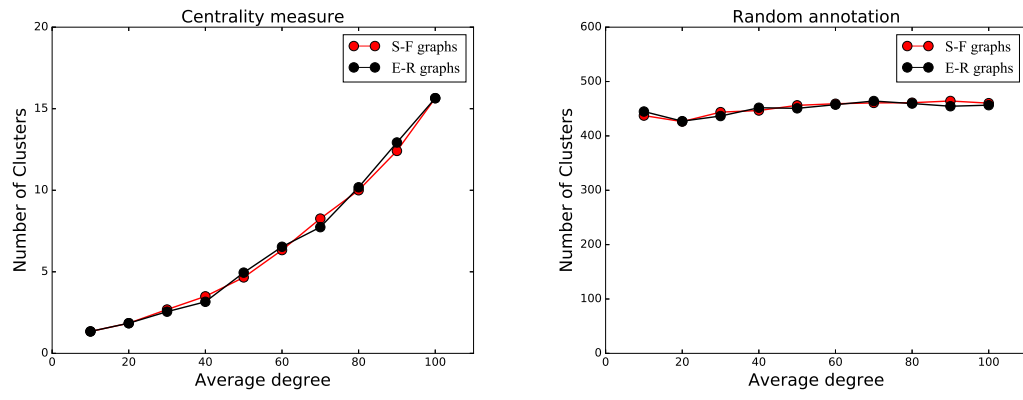 Centrality measure
20
15
10
5
0
Number of Clusters
S-F graphs
E-R graphs
0 20 40 60 80 100
Average degree
Random annotation
600
500
400
300
200
100
0
Number of Clusters
S-F graphs
E-R graphs
0 20 40 60 80 100
Average degree